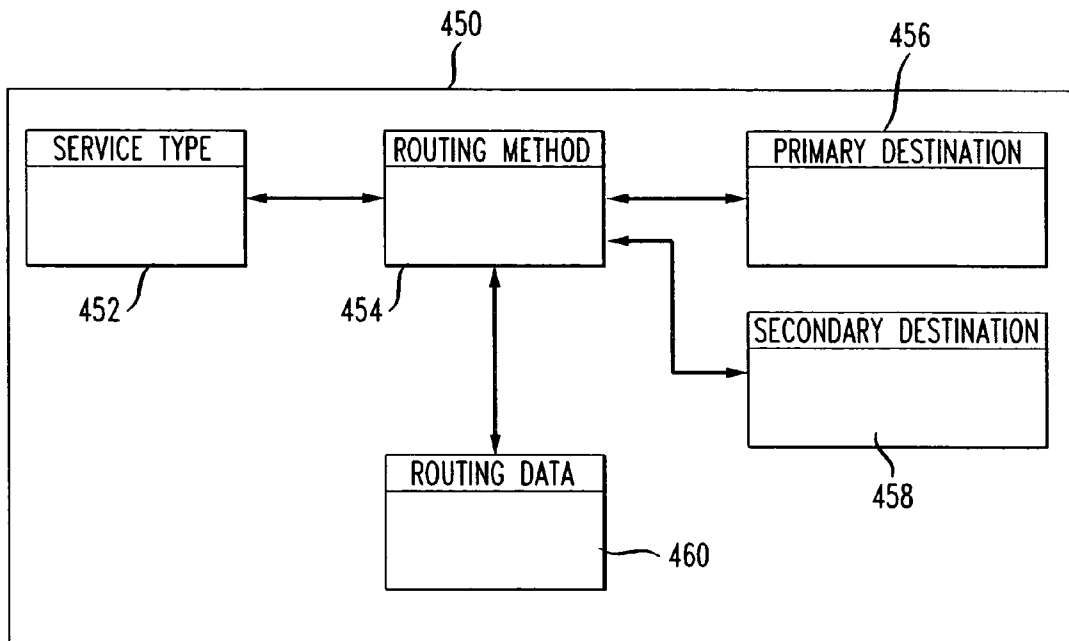 450
456
SERVICE TYPE
ROUTING METHOD
PRIMARY DESTINATION
452
454
SECONDARY DESTINATION
ROUTING DATA
458
460